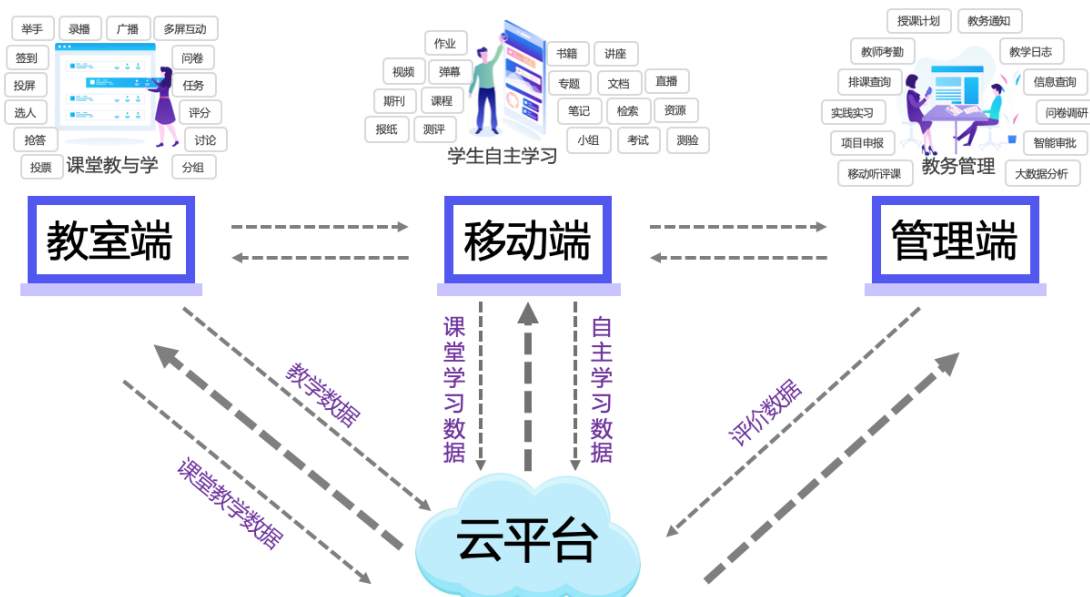 举手
录播
广播
多屏互动
签到
问卷
投屏
任务
选人
评分
抢答
讨论
投票
课堂教与学
分组
作业
书籍
讲座
视频
弹幕
专题
文档
直播
期刊
课程
笔记
检索
资源
报纸
测评
小组
考试
测验
学生自主学习
授课计划
教务通知
教师考勤
教学日志
排课查询
信息查询
实践实习
问卷调研
项目申报
智能审批
移动听评课
教务管理
大数据分析
教室端
移动端
管理端
教学数据
课堂教学数据
课堂学习数据
自主学习数据
评价数据
云平台